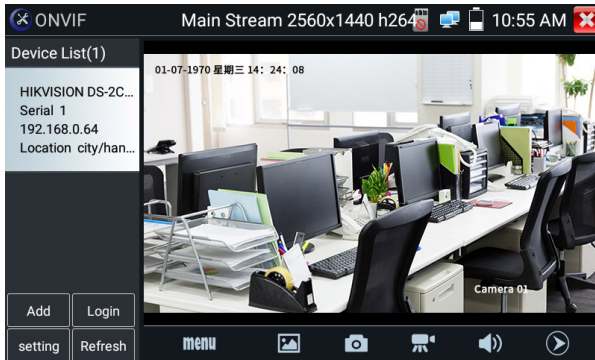 ONVIF
Main Stream 2560x1440 h264
10:55 AM
Device List(1)
HIKVISION DS-2C...
Serial 1
192.168.0.64
Location city/han...
01-07-1970 星期三 14：24：08
Camera 01
Add
Login
setting
Refresh
menu